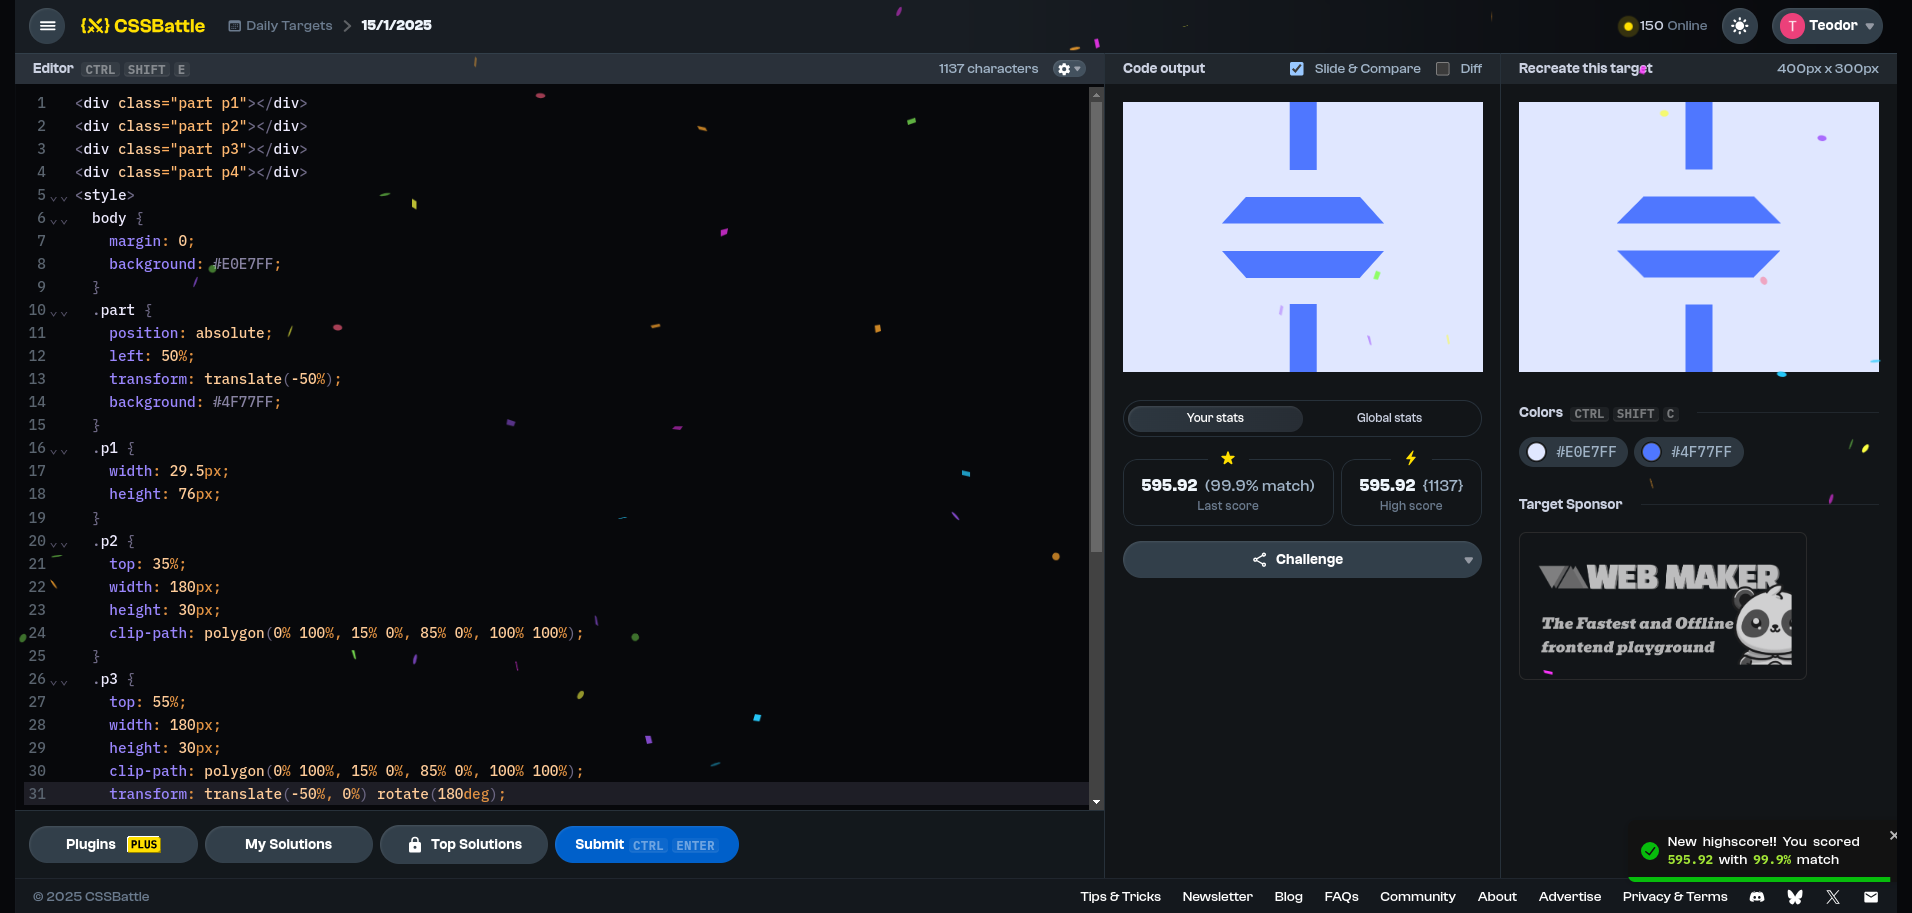 CSSBattle
Daily Targets
15/1/2025
150 Online
T
Teodor
Editor CTRL SHIFT E
1137 characters
Code output
Slide & Compare
Diff
Recreate this target
400px x 300px
1 <div class="part p1"></div>
2 <div class="part p2"></div>
3 <div class="part p3"></div>
4 <div class="part p4"></div>
5 <style>
6 body {
7 margin: 0;
8 background: #E0E7FF;
9 }
10 .part {
11 position: absolute;
12 left: 50%;
13 transform: translate(-50%);
14 background: #4F77FF;
15 }
16 .p1 {
17 width: 29.5px;
18 height: 76px;
19 }
20 .p2 {
21 top: 35%;
22 width: 180px;
23 height: 30px;
24 clip-path: polygon(0% 100%, 15% 0%, 85% 0%, 100% 100%);
25 }
26 .p3 {
27 top: 55%;
28 width: 180px;
29 height: 30px;
30 clip-path: polygon(0% 100%, 15% 0%, 85% 0%, 100% 100%);
31 transform: translate(-50%, 0%) rotate(180deg);
Your stats
Global stats
595.92 (99.9% match)
Last score
595.92 {1137}
High score
Challenge
Colors CTRL SHIFT C
#E0E7FF
#4F77FF
Target Sponsor
WEB MAKER
The Fastest and Offline
frontend playground
Plugins PLUS
My Solutions
Top Solutions
Submit CTRL ENTER
New highscore!! You scored
595.92 with 99.9% match
© 2025 CSSBattle
Tips & Tricks
Newsletter
Blog
FAQs
Community
About
Advertise
Privacy & Terms